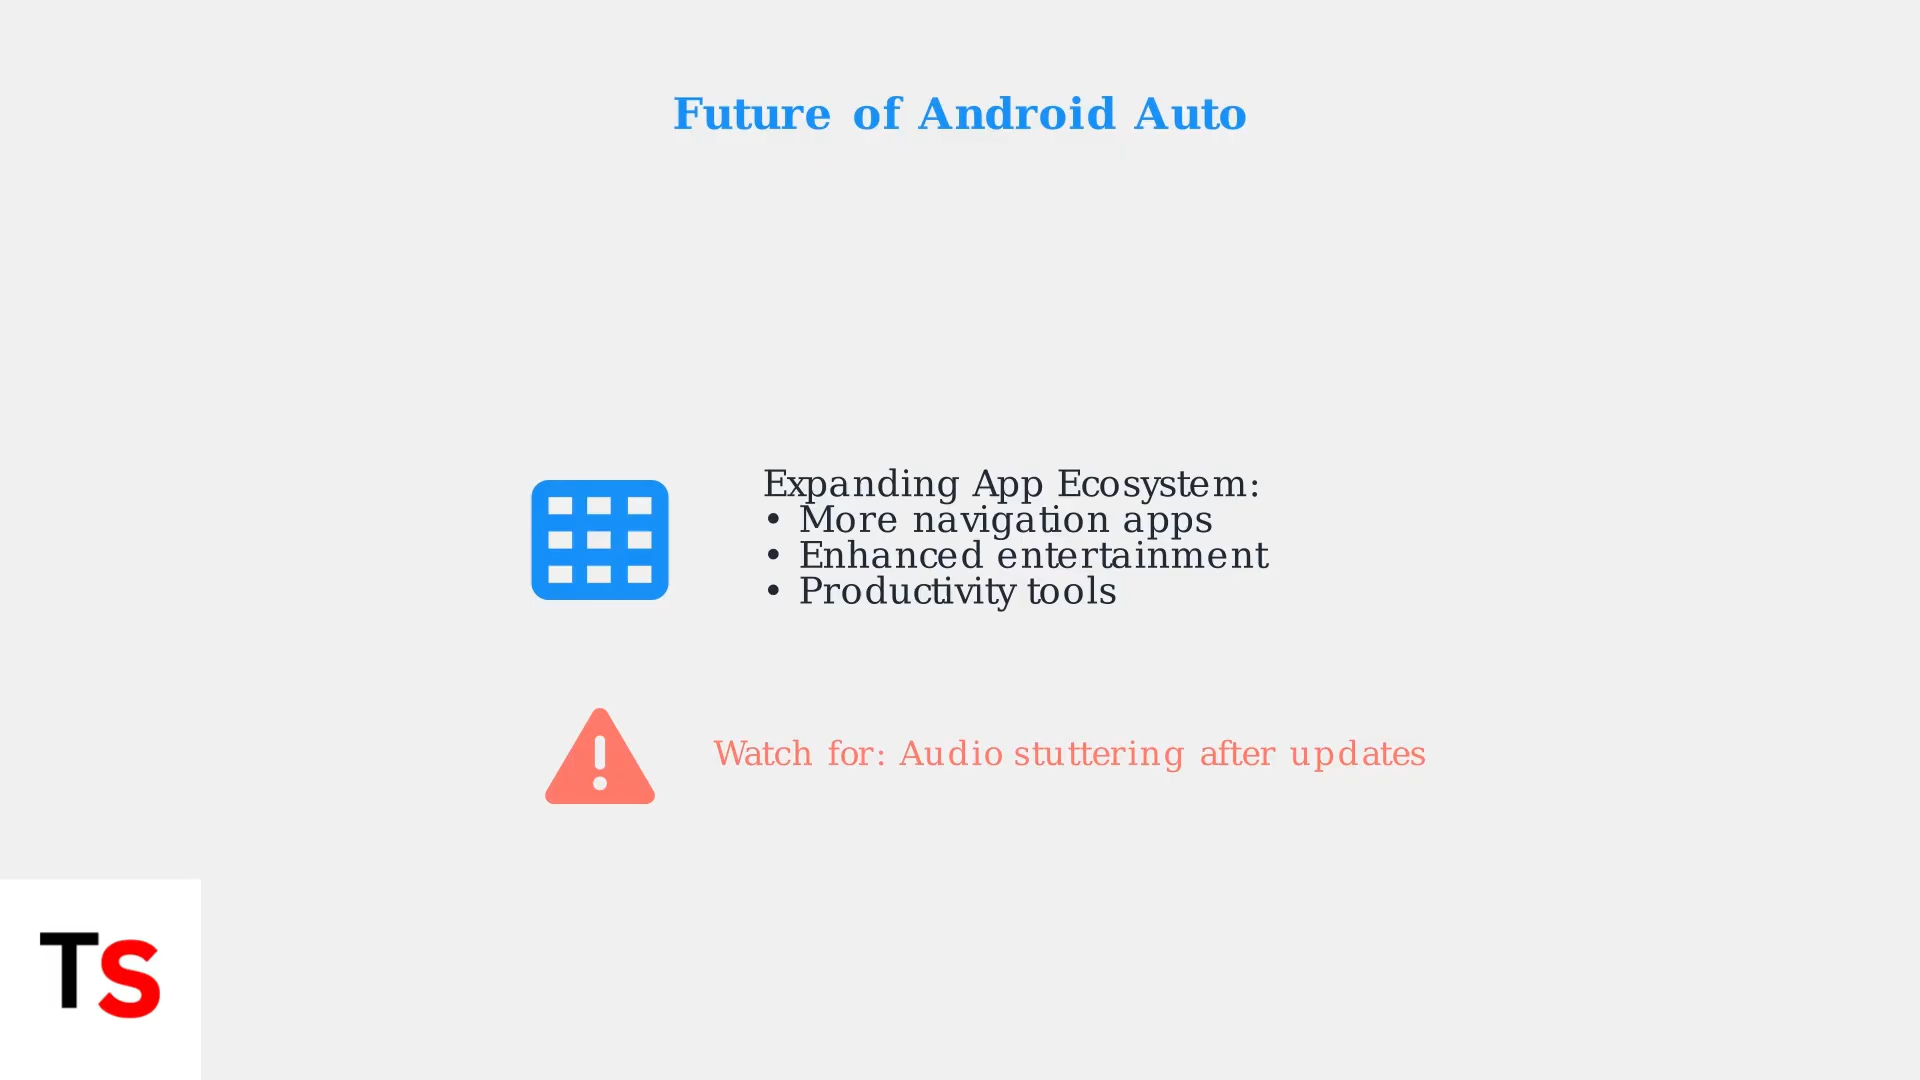 Future of Android Auto
Expanding App Ecosystem:
• More navigation apps
• Enhanced entertainment
• Productivity tools
Watch for: Audio stuttering after updates
TS